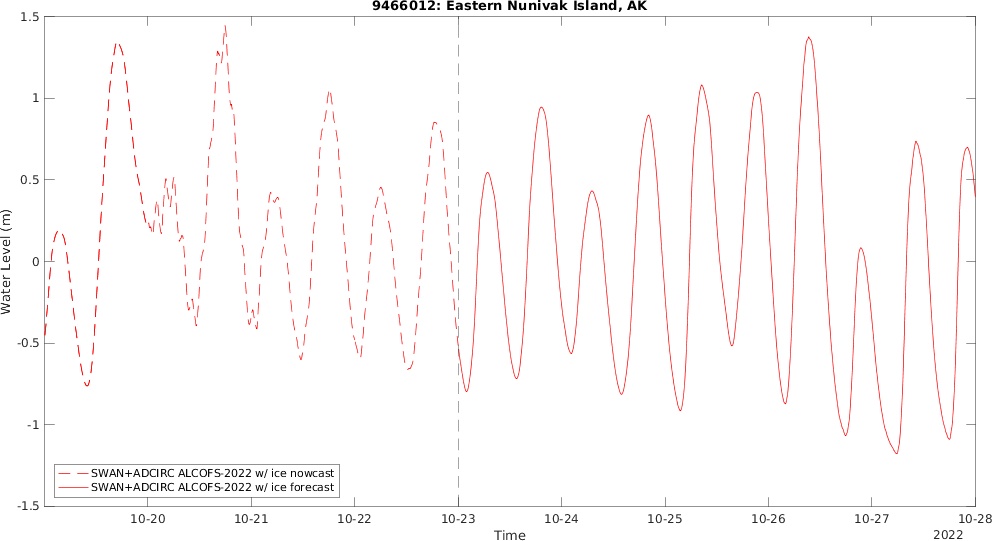 9466012: Eastern Nunivak Island, AK
1.5
1
0.5
0
-0.5
-1
-1.5
Water Level (m)
SWAN+ADCIRC ALCOFS-2022 w/ ice nowcast
SWAN+ADCIRC ALCOFS-2022 w/ ice forecast
10-20 10-21 10-22 10-23 10-24 10-25 10-26 10-27 10-28
Time
2022